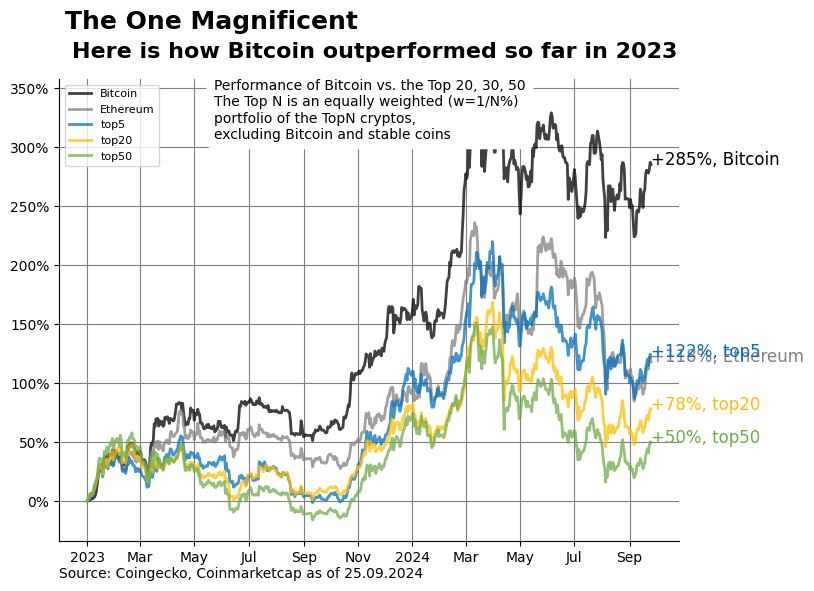 The One Magnificent
Here is how Bitcoin outperformed so far in 2023
350%
300%
250%
200%
150%
100%
50%
0%
Bitcoin
Ethereum
top5
top20
top50
Performance of Bitcoin vs. the Top 20, 30, 50
The Top N is an equally weighted (w=1/N%)
portfolio of the TopN cryptos,
excluding Bitcoin and stable coins
+285%, Bitcoin
+122%, top5
+118%, Ethereum
+78%, top20
+50%, top50
2023 Mar May Jul Sep Nov 2024 Mar May Jul Sep
Source: Coingecko, Coinmarketcap as of 25.09.2024